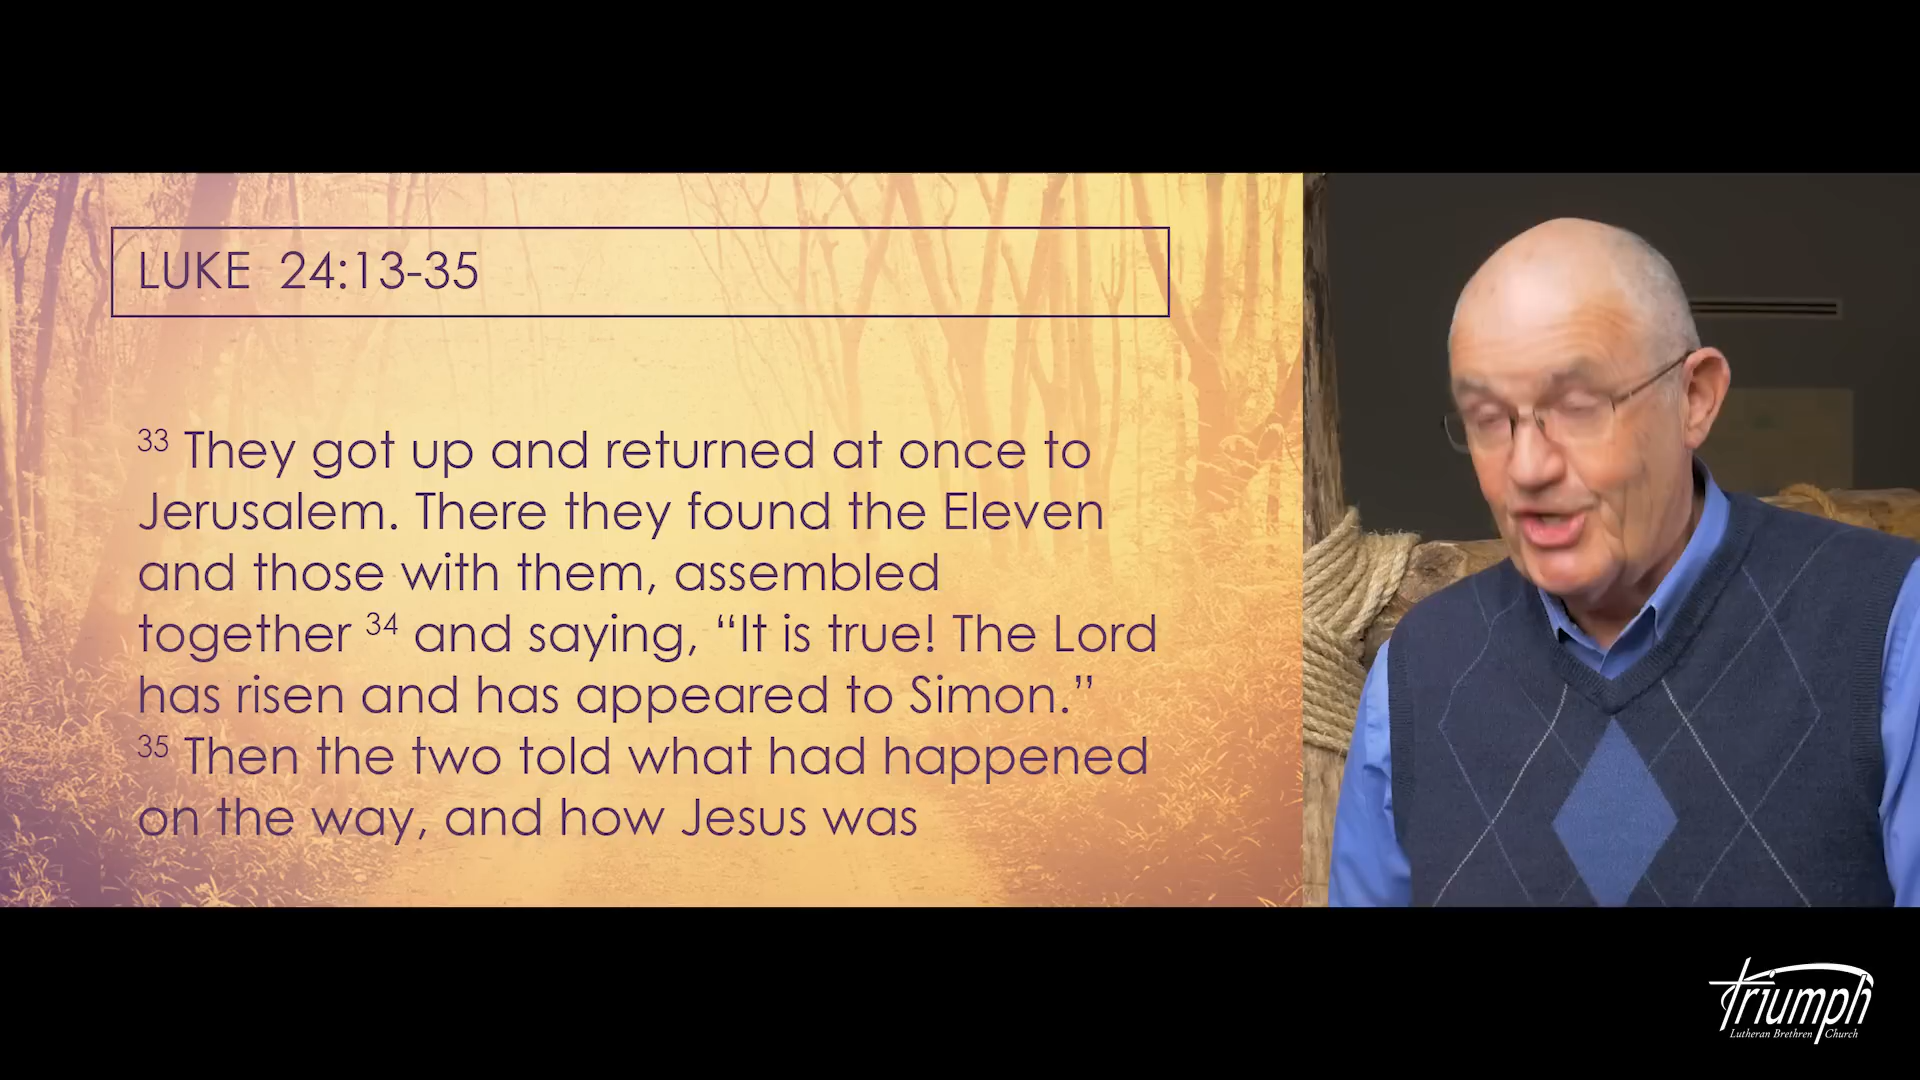 LUKE 24:13-35
33 They got up and returned at once to
Jerusalem. There they found the Eleven
and those with them, assembled
together 34 and saying, “It is true! The Lord
has risen and has appeared to Simon.”
35 Then the two told what had happened
on the way, and how Jesus was
Triumph
Lutheran Brethren Church